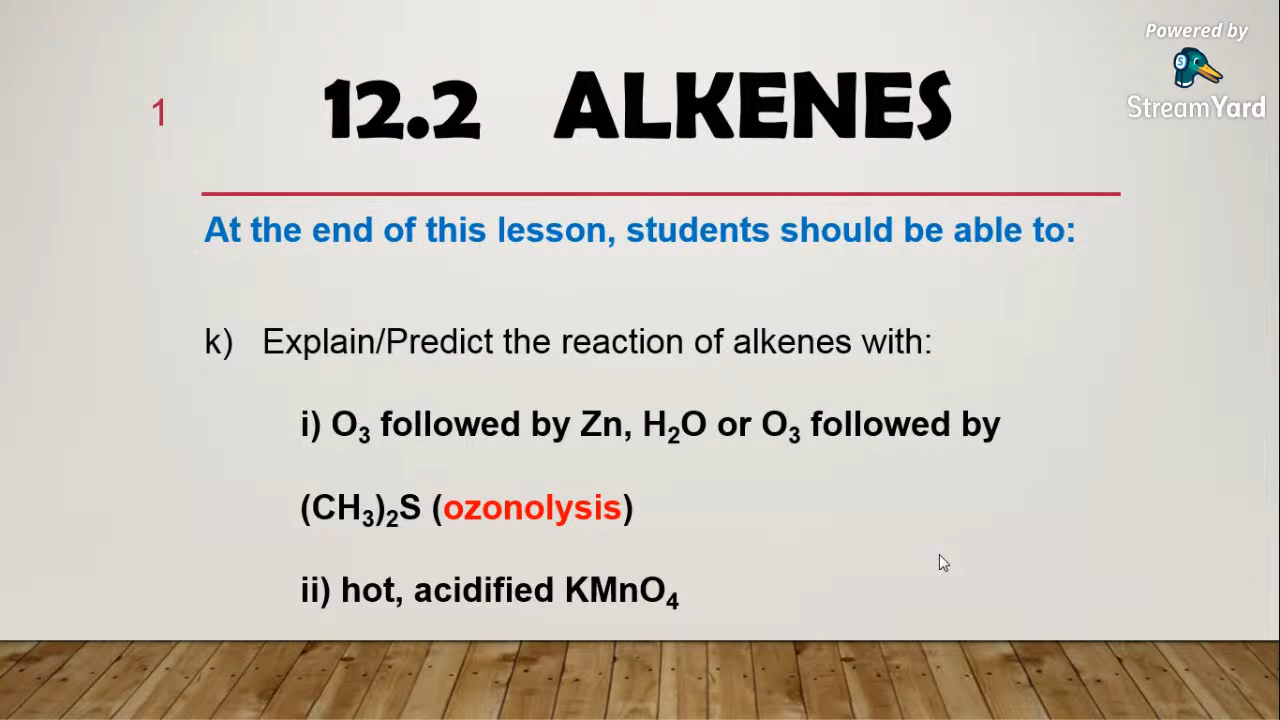 Powered by
StreamYard
1
12.2 ALKENES
At the end of this lesson, students should be able to:
k) Explain/Predict the reaction of alkenes with:
i) O₃ followed by Zn, H₂O or O₃ followed by
(CH₃)₂S (ozonolysis)
ii) hot, acidified KMnO₄